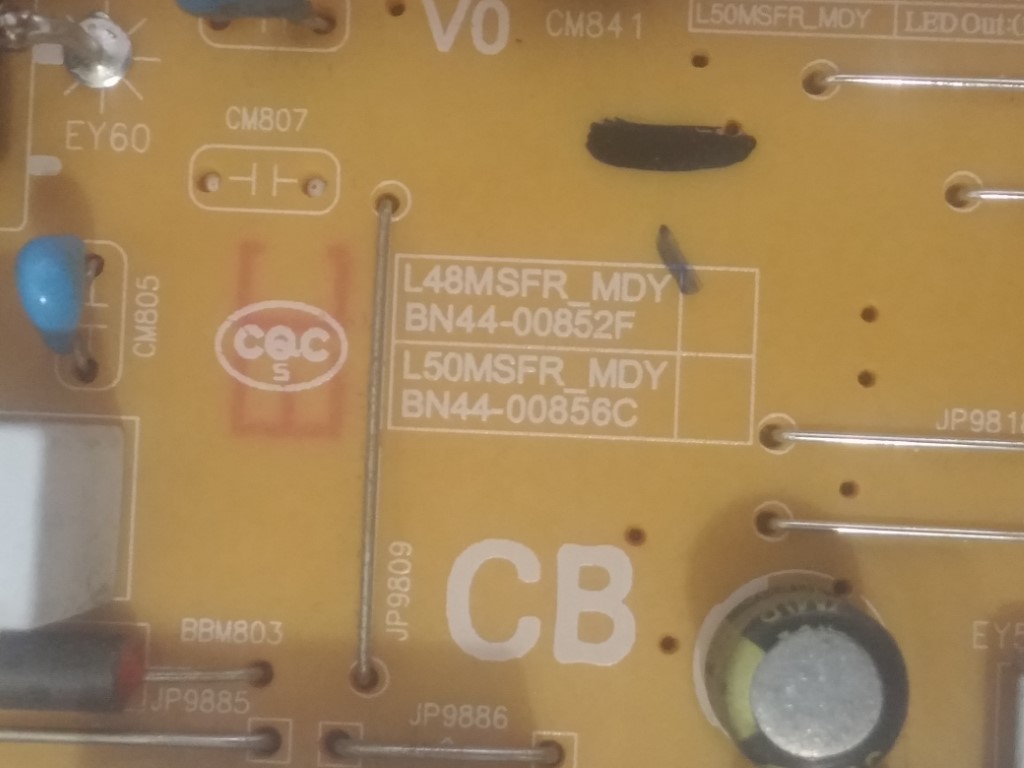 V0
CM841
L50MSFR_MDY
LED Out:
EY60
CM807
CM805
CQC
S
L48MSFR_MDY
BN44-00852F
L50MSFR_MDY
BN44-00856C
JP981
CB
JP9809
BBM803
JP9885
JP9886
EY5